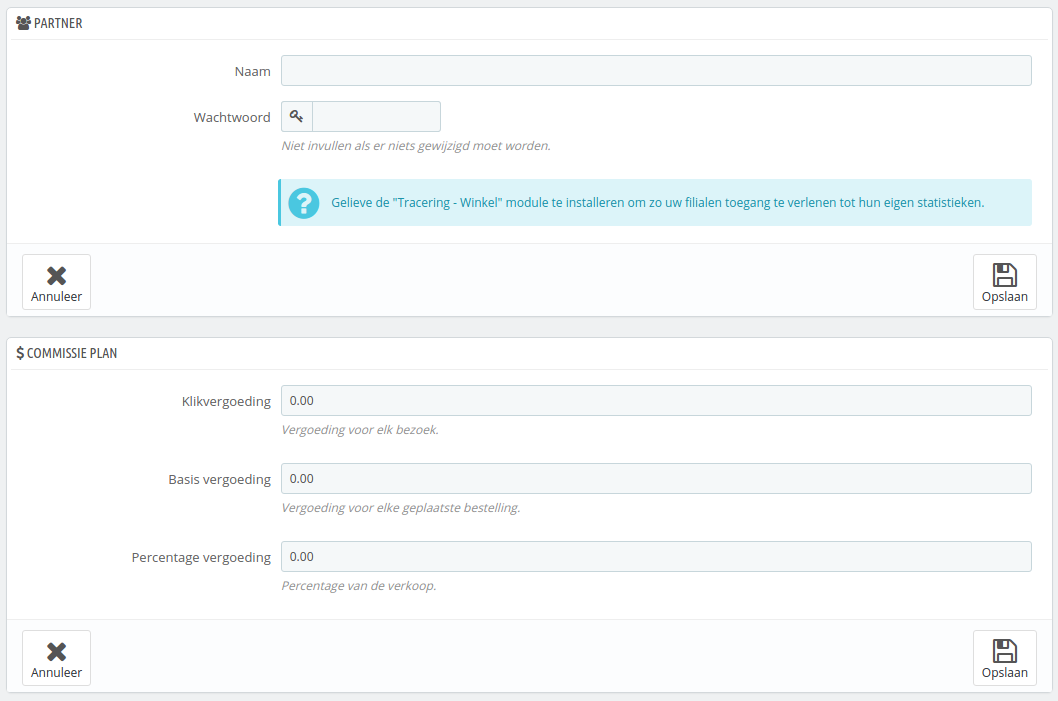 PARTNER
Naam
Wachtwoord
Niet invullen als er niets gewijzigd moet worden.
Gelieve de "Tracering - Winkel" module te installeren om zo uw filialen toegang te verlenen tot hun eigen statistieken.
Annuleer
Opslaan
COMMISSIE PLAN
Klikvergoeding 0.00
Vergoeding voor elk bezoek.
Basis vergoeding 0.00
Vergoeding voor elke geplaatste bestelling.
Percentage vergoeding 0.00
Percentage van de verkoop.
Annuleer
Opslaan